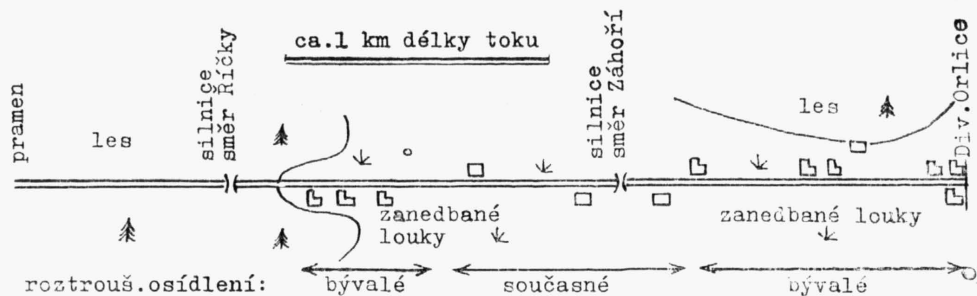 ca.1 km délky toku
pramen
les
silnice
směr Říčky
silnice
směr Záhoří
les
Div.Orlice
zanedbané
louky
zanedbané louky
roztrouš.osídlení:
bývalé
současné
bývalé